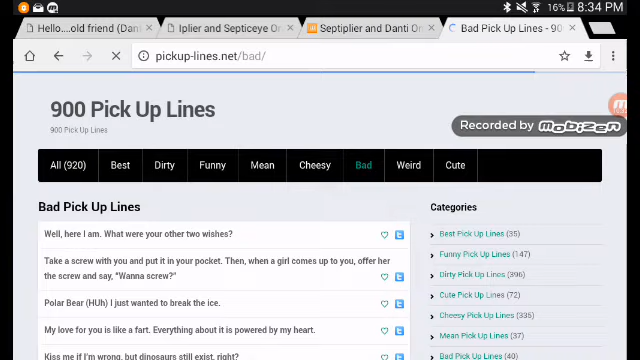 16% 8:34 PM
Hello....old friend (Danti
Iplier and Septiceye On
Septiplier and Danti On
Bad Pick Up Lines - 90
pickup-lines.net/bad/
900 Pick Up Lines
900 Pick Up Lines
Recorded by mobizen
All (920) Best Dirty Funny Mean Cheesy Bad Weird Cute
Bad Pick Up Lines
Well, here I am. What were your other two wishes?
Take a screw with you and put it in your pocket. Then, when a girl comes up to you, offer her
the screw and say, "Wanna screw?"
Polar Bear (HUh) I just wanted to break the ice.
My love for you is like a fart. Everything about it is powered by my heart.
Kiss me if I'm wrong, but dinosaurs still exist, right?
Categories
Best Pick Up Lines (35)
Funny Pick Up Lines (147)
Dirty Pick Up Lines (396)
Cute Pick Up Lines (72)
Cheesy Pick Up Lines (335)
Mean Pick Up Lines (37)
Bad Pick Up Lines (40)